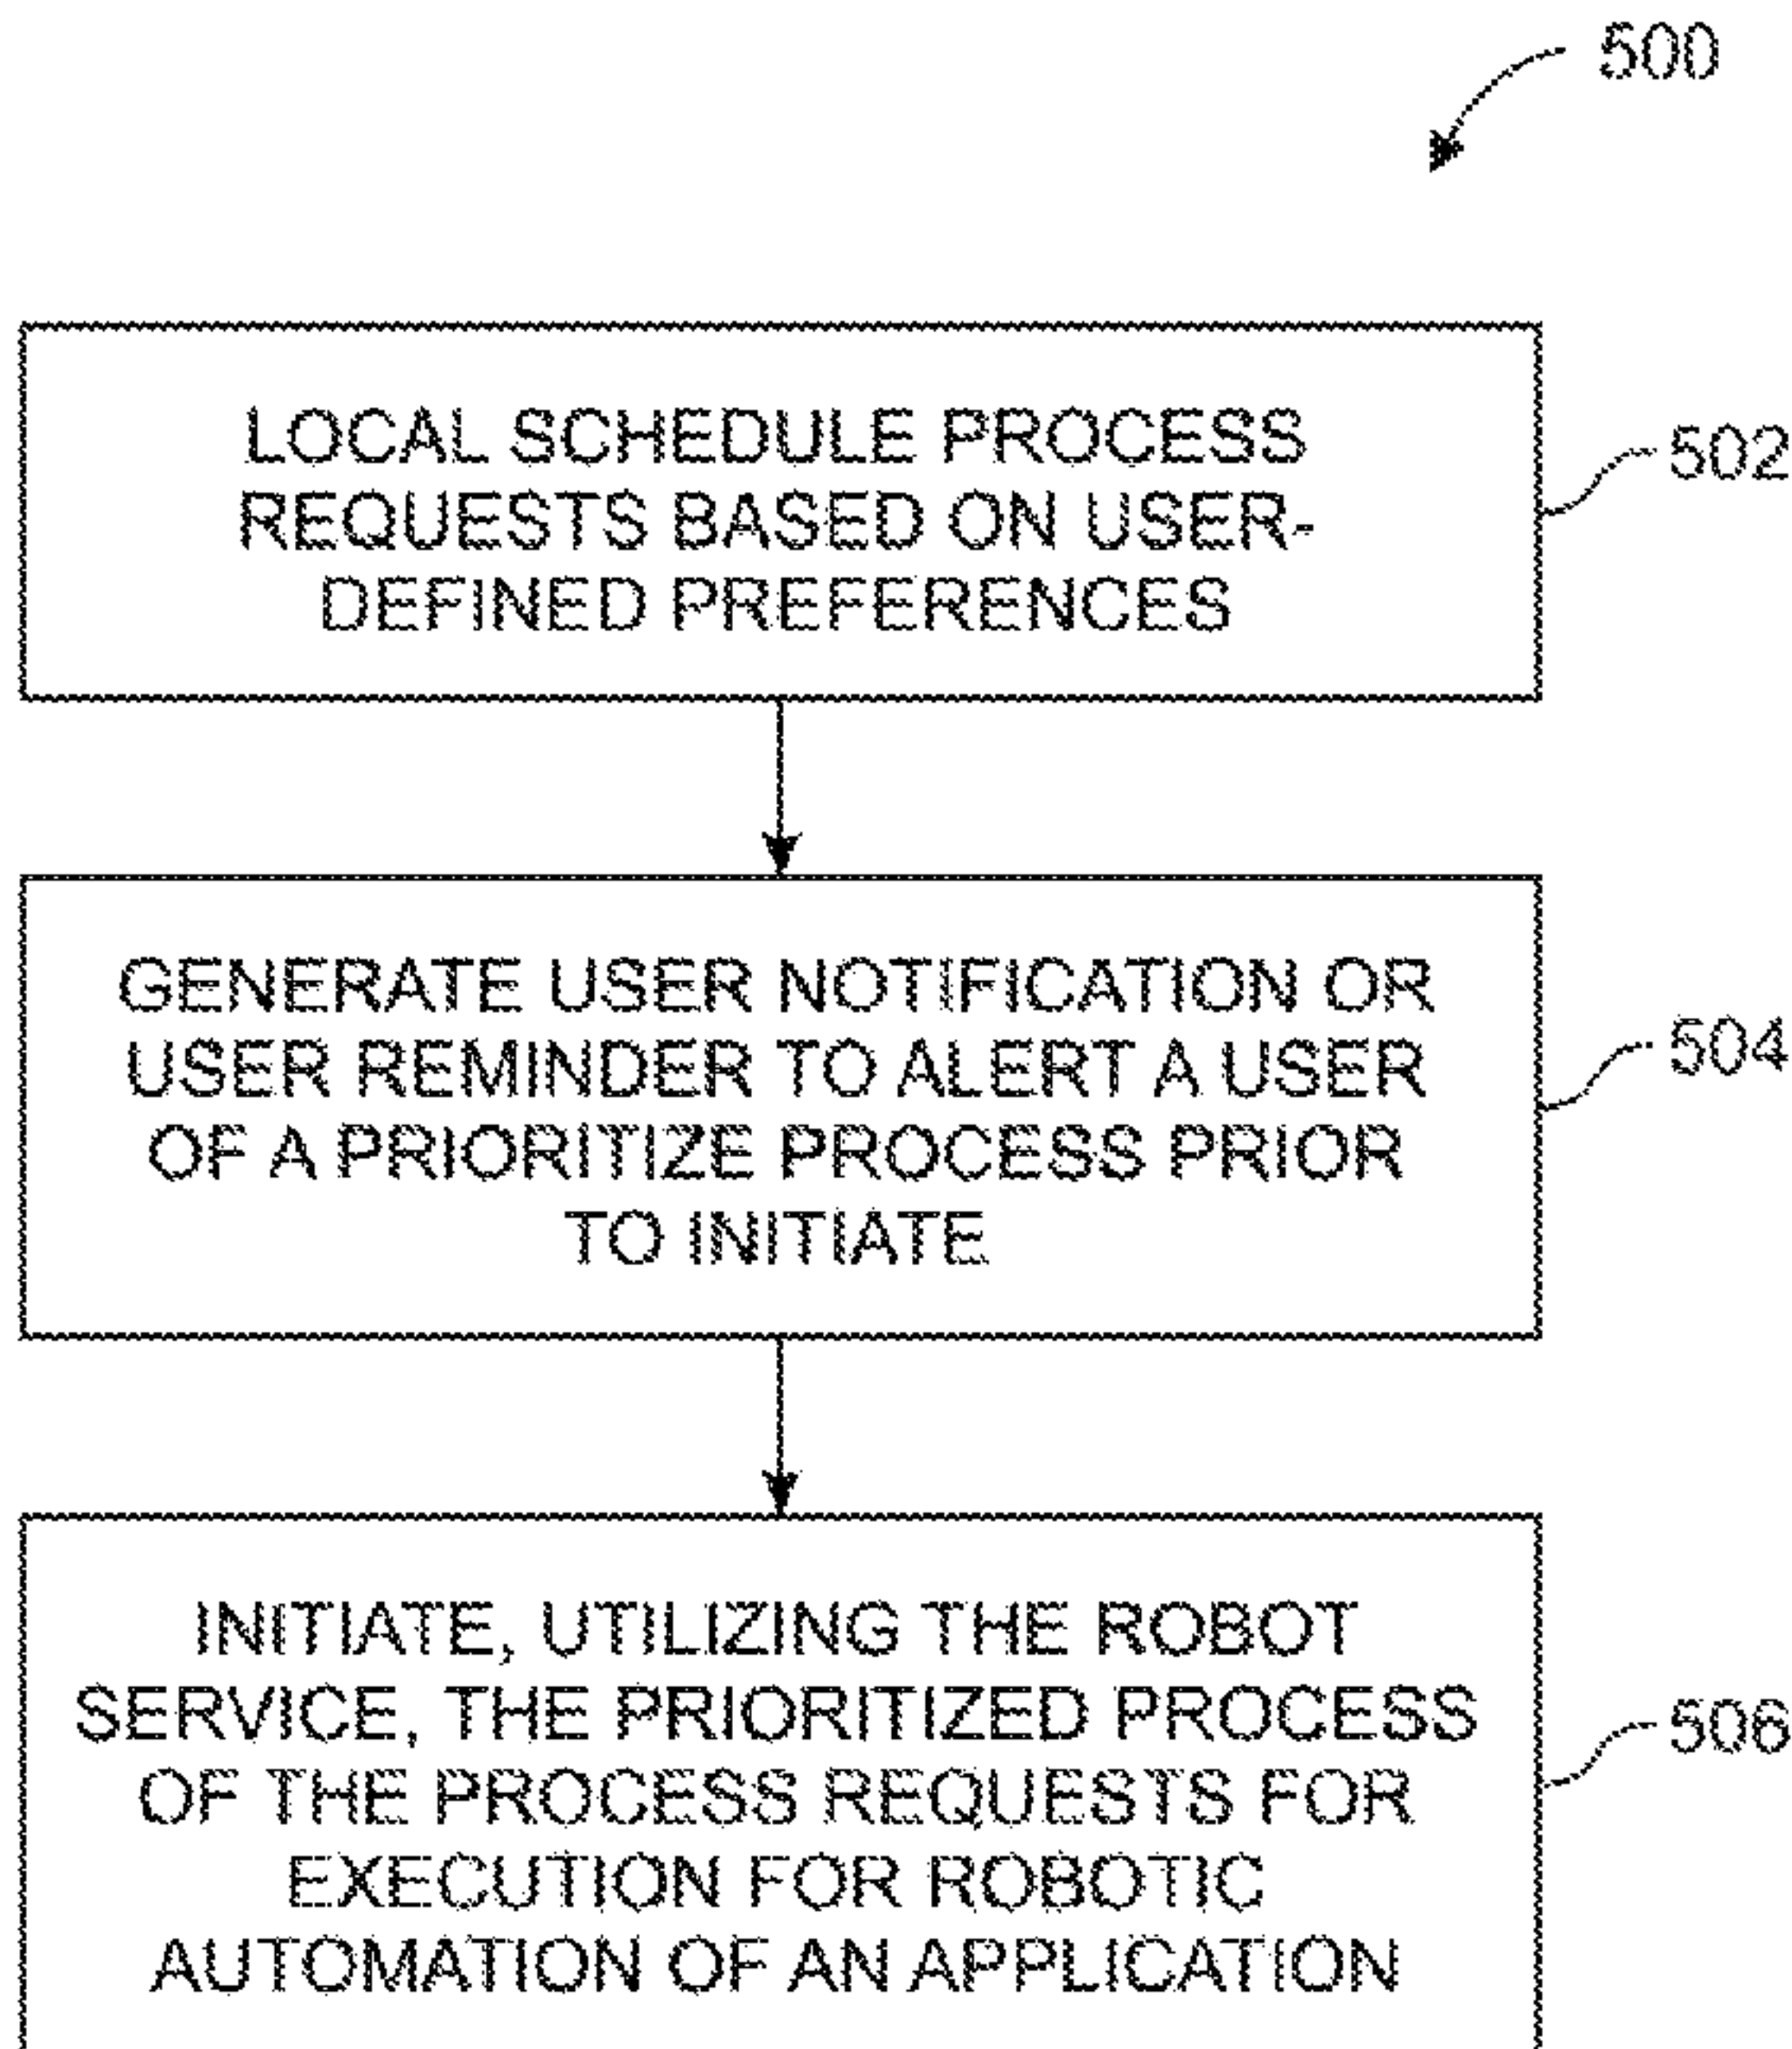 500
LOCAL SCHEDULE PROCESS
REQUESTS BASED ON USER-
DEFINED PREFERENCES
502
GENERATE USER NOTIFICATION OR
USER REMINDER TO ALERT A USER
OF A PRIORITIZE PROCESS PRIOR
TO INITIATE
504
INITIATE, UTILIZING THE ROBOT
SERVICE, THE PRIORITIZED PROCESS
OF THE PROCESS REQUESTS FOR
EXECUTION FOR ROBOTIC
AUTOMATION OF AN APPLICATION
506